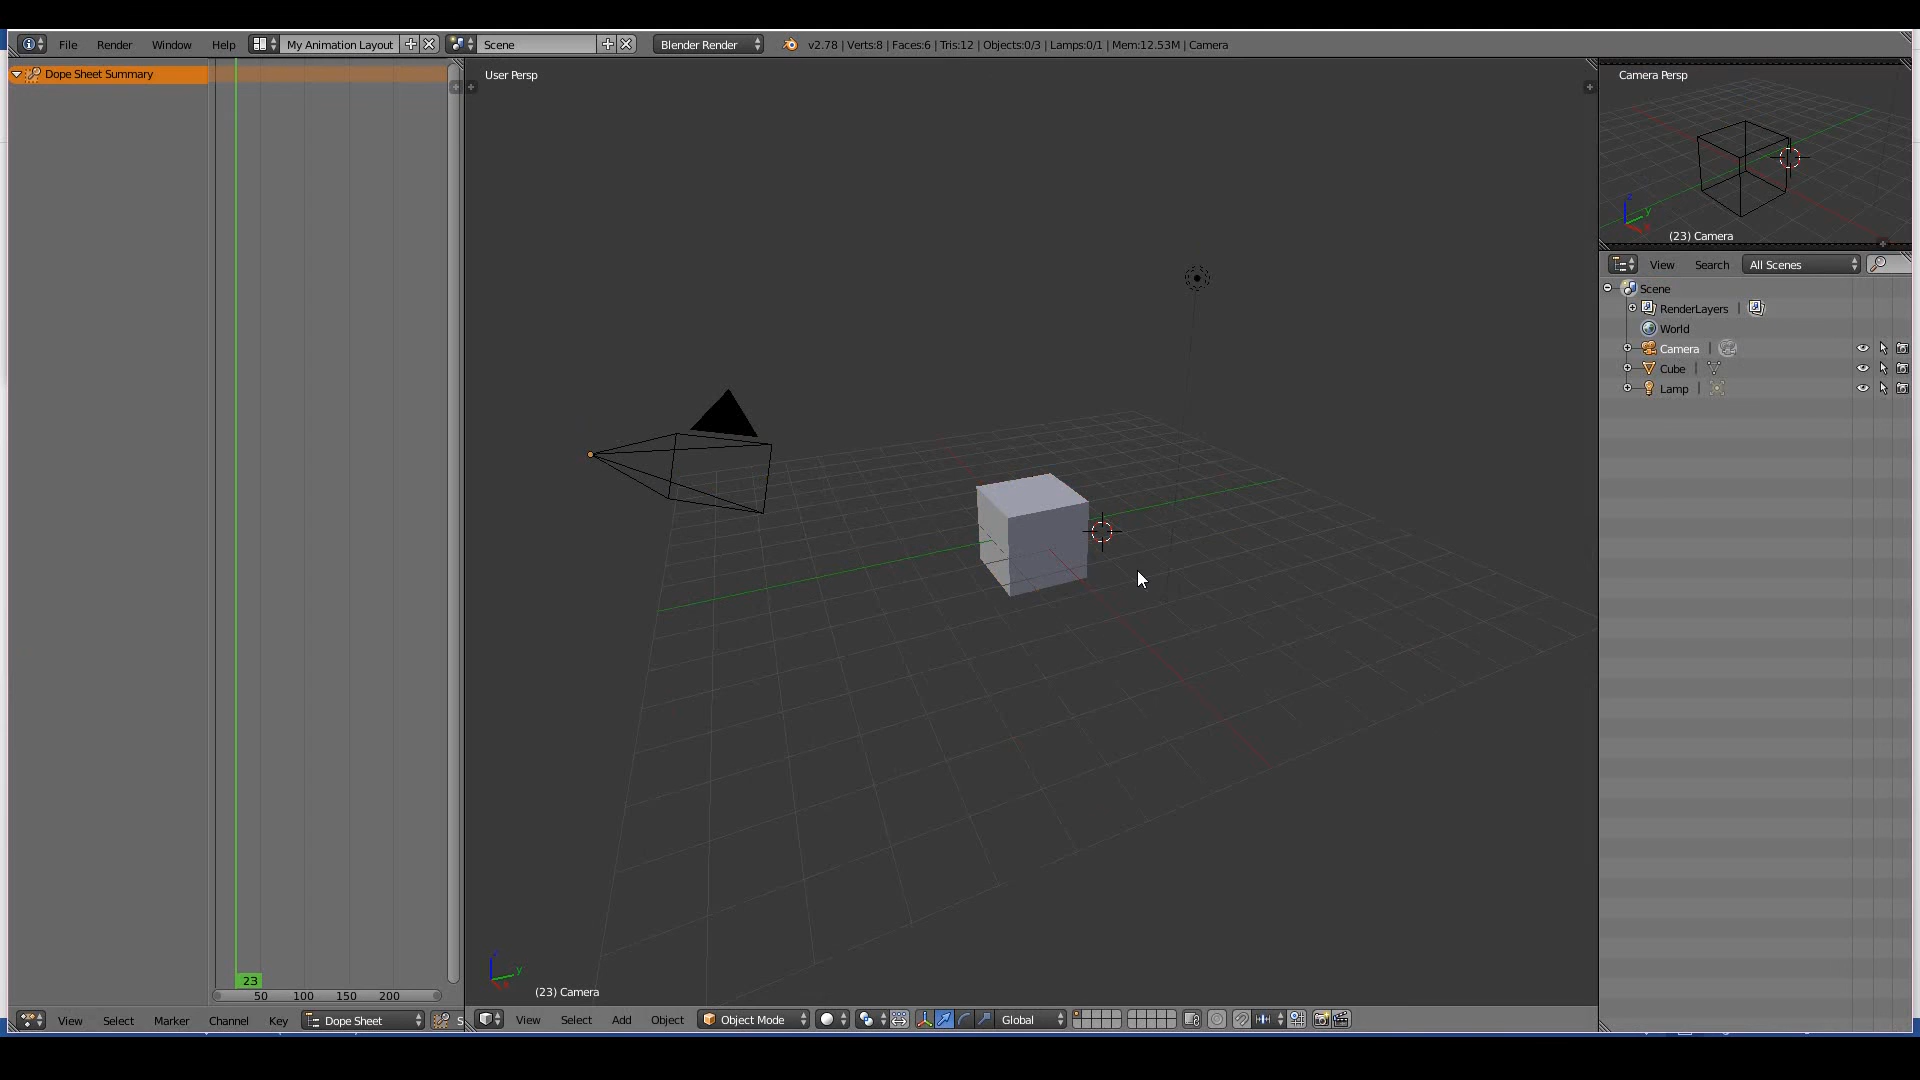 File Render Window Help My Animation Layout Scene Blender Render v2.78 | Verts:8 | Faces:6 | Tris:12 | Objects:0/3 | Lamps:0/1 | Mem:12.53M | Camera
Dope Sheet Summary
User Persp
Camera Persp
z
y
(23) Camera
View Search All Scenes
Scene
RenderLayers |
World
Camera |
Cube |
Lamp |
y
23
(23) Camera
50 100 150 200
View Select Marker Channel Key Dope Sheet S
View Select Add Object Object Mode Global